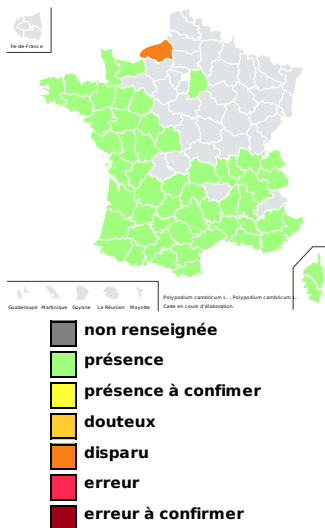 Île-de-France
Polypodium cambricum L. , Polypodium cambricum L.
Carte en cours d'élaboration.
Guadeloupe Martinique Guyane La Réunion Mayotte
non renseignée
présence
présence à confimer
douteux
disparu
erreur
erreur à confirmer